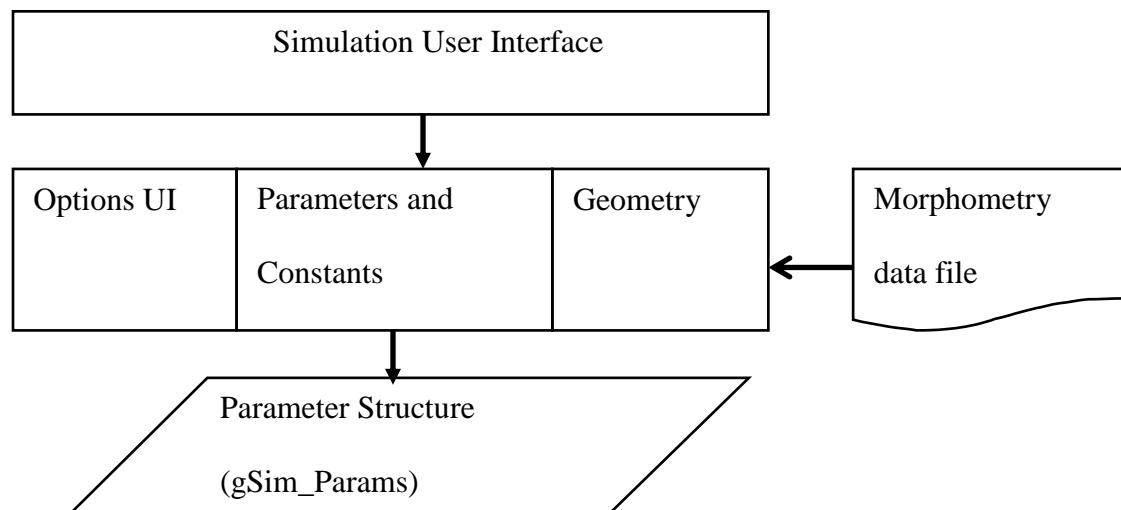 Simulation User Interface
Options UI
Parameters and
Constants
Geometry
Morphometry
data file
Parameter Structure
(gSim_Params)